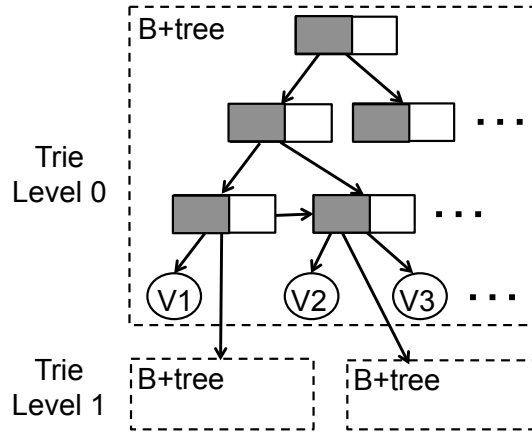 B+tree
Trie
Level 0
. . .
. . .
V1
V2
V3
. . .
Trie
Level 1
B+tree
B+tree